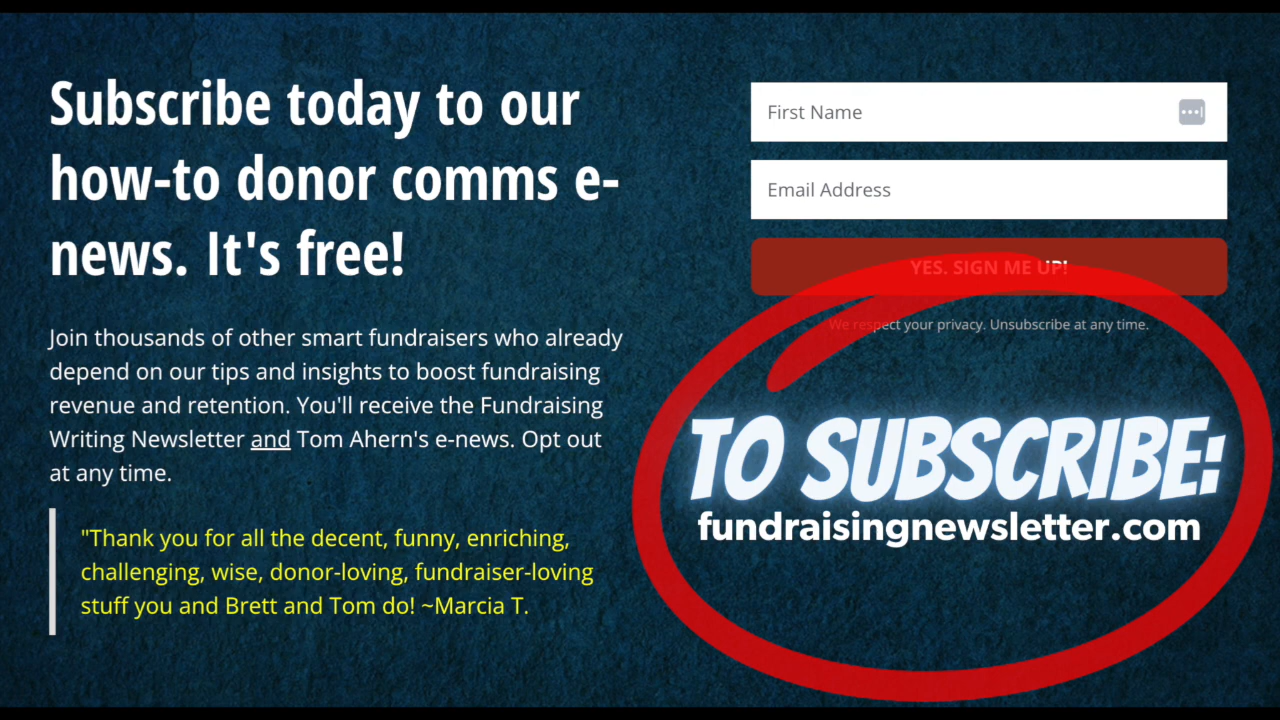 Subscribe today to our
how-to donor comms e-
news. It's free!
Join thousands of other smart fundraisers who already
depend on our tips and insights to boost fundraising
revenue and retention. You'll receive the Fundraising
Writing Newsletter and Tom Ahern's e-news. Opt out
at any time.
"Thank you for all the decent, funny, enriching,
challenging, wise, donor-loving, fundraiser-loving
stuff you and Brett and Tom do! ~Marcia T.
First Name
Email Address
YES. SIGN ME UP!
We respect your privacy. Unsubscribe at any time.
TO SUBSCRIBE:
fundraisingnewsletter.com